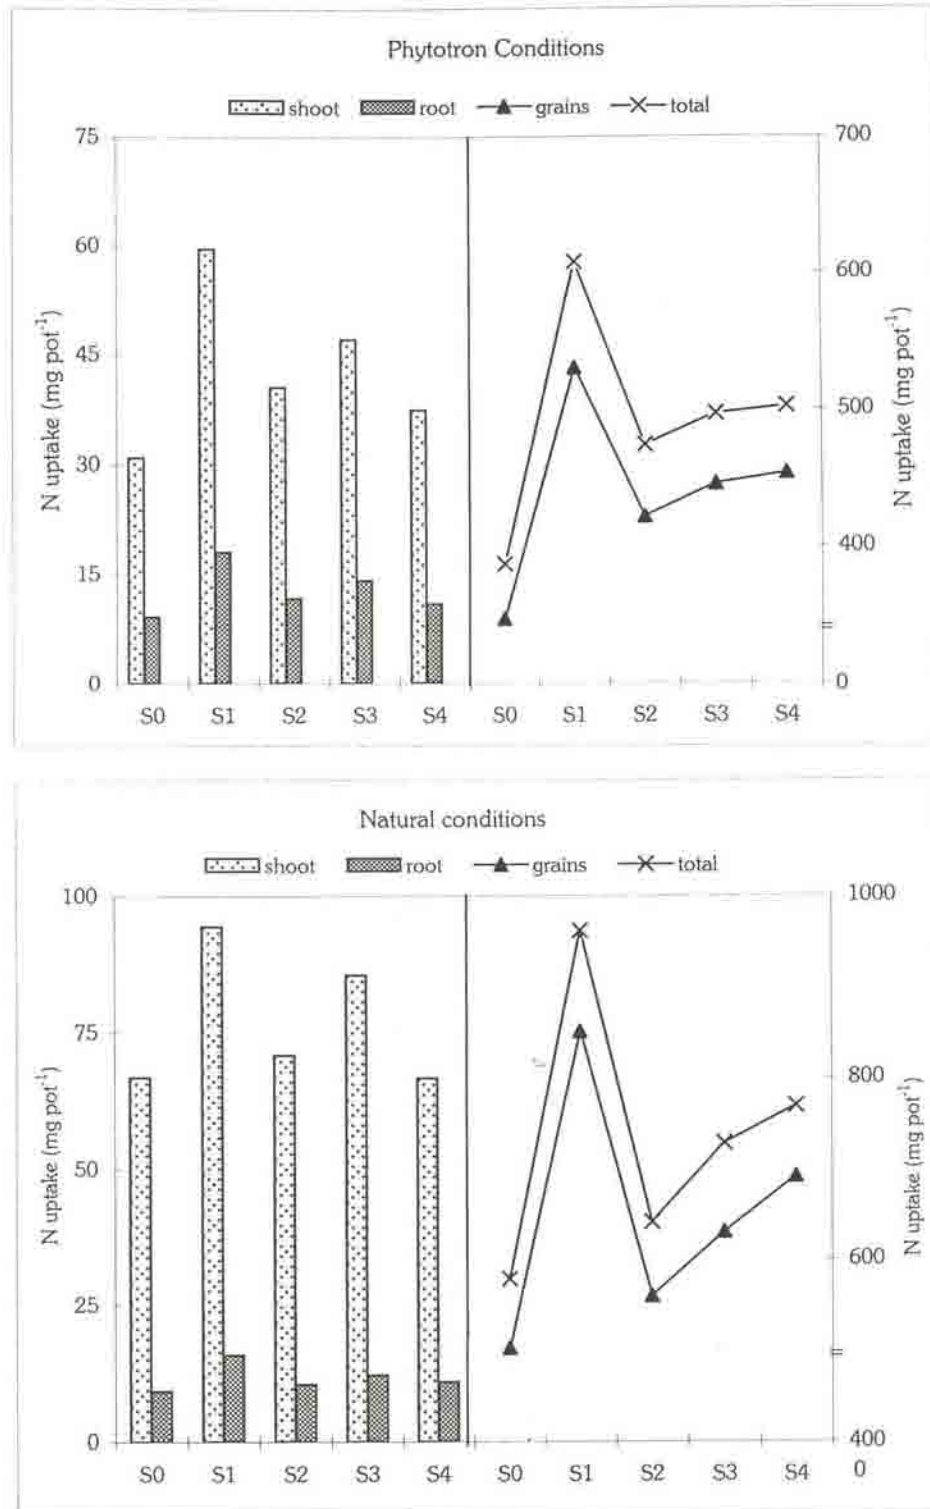 Phytotron Conditions
shoot root grains total
75 700
60 600
45 500
30 400
15
0 0
N uptake (mg pot-1)
N uptake (mg pot-1)
S0 S1 S2 S3 S4 S0 S1 S2 S3 S4
Natural conditions
shoot root grains total
100 1000
75 800
50 600
25
0 400
0
N uptake (mg pot-1)
N uptake (mg pot-1)
S0 S1 S2 S3 S4 S0 S1 S2 S3 S4